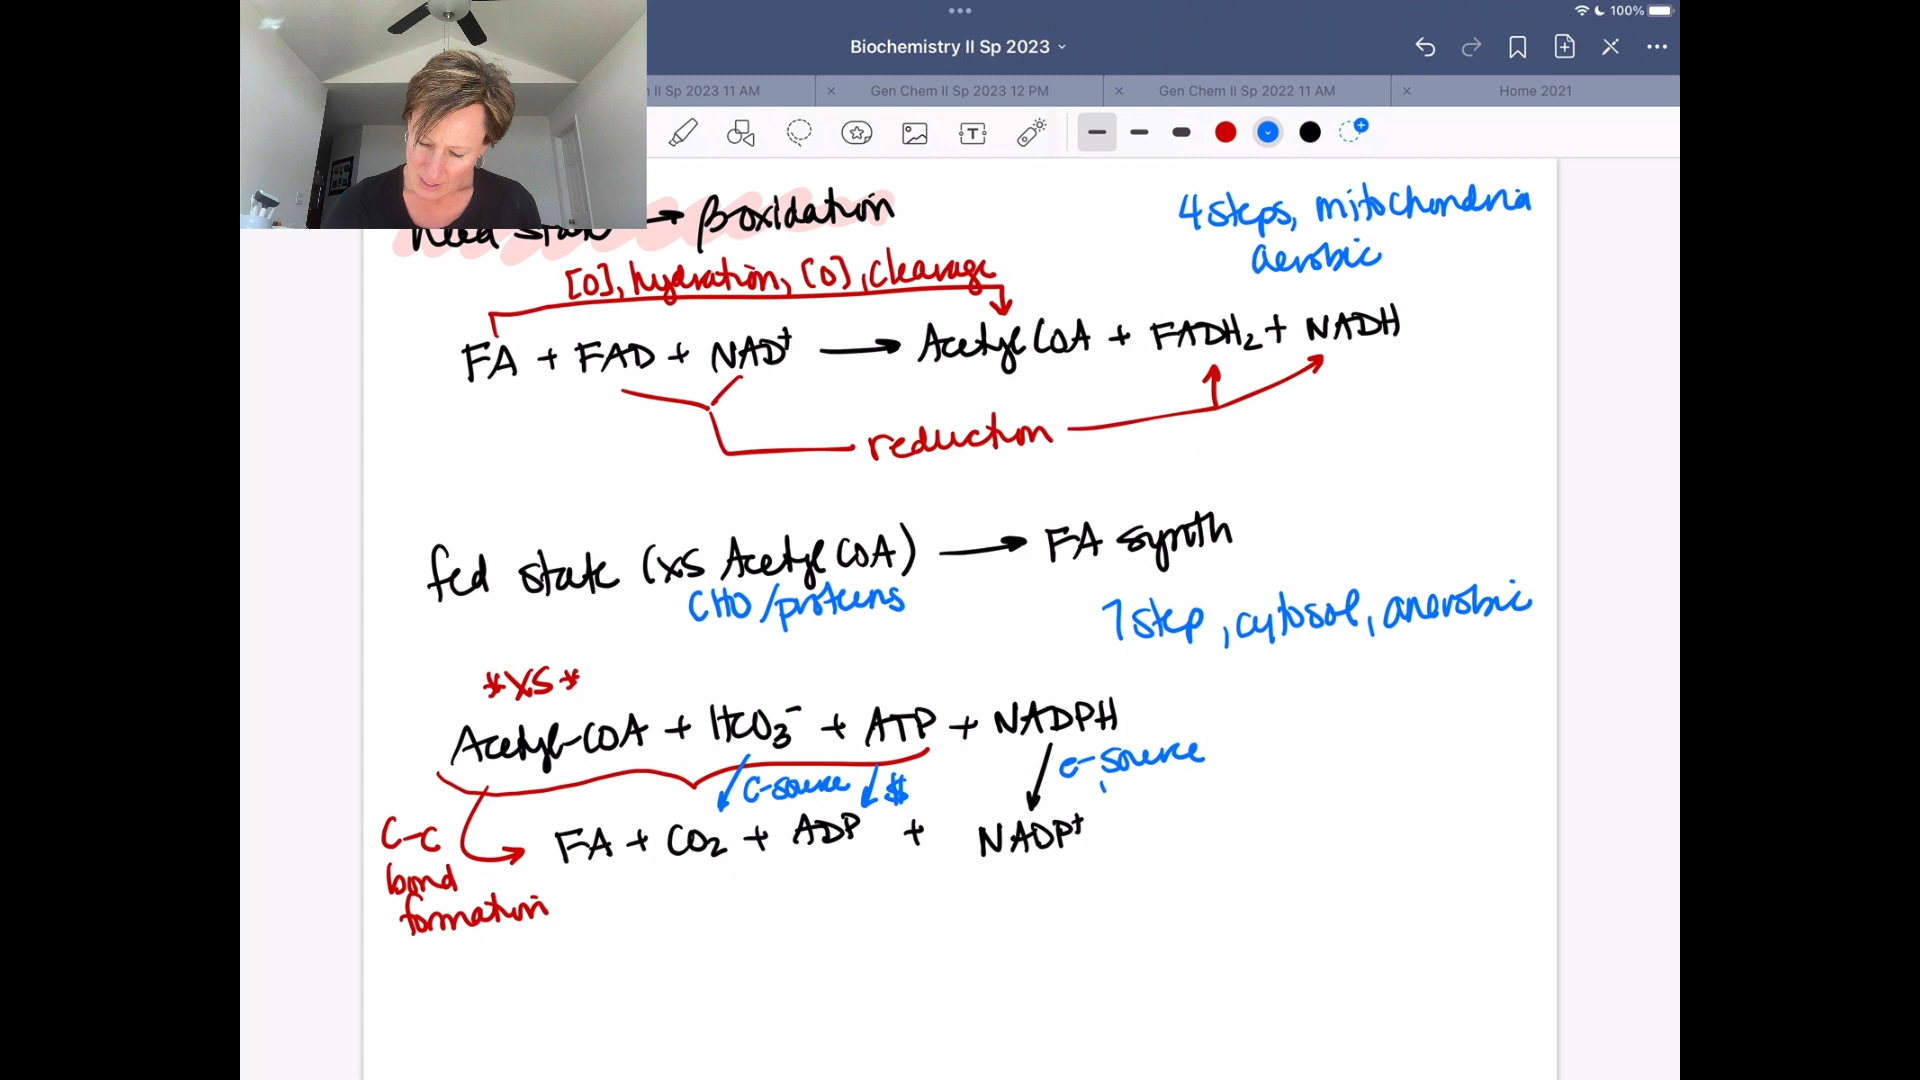 100%
Biochemistry II Sp 2023
II Sp 2023 11 AM
Gen Chem II Sp 2023 12 PM
Gen Chem II Sp 2022 11 AM
Home 2021
need state → β oxidation
4 steps, mitochondria
aerobic
[O], hydration, [O], cleavage
FA + FAD + NAD⁺ → Acetyl COA + FADH₂ + NADH
reduction
fed state (xs Acetyl COA) → FA synth
CHO/proteins
7 step, cytosol, anerobic
*XS*
Acetyl-COA + HCO₃⁻ + ATP + NADPH
C-source $ e- source
C-C
bond
formation
FA + CO₂ + ADP + NADP⁺